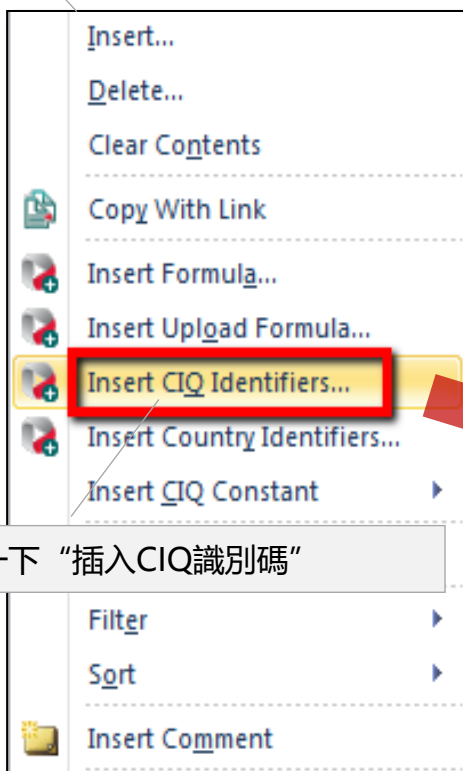 Insert...
Delete...
Clear Contents
Copy With Link
Insert Formula...
Insert Upload Formula...
Insert CIQ Identifiers...
Insert Country Identifiers...
Insert CIQ Constant
一下“插入CIQ識別碼”
Filter
Sort
Insert Comment